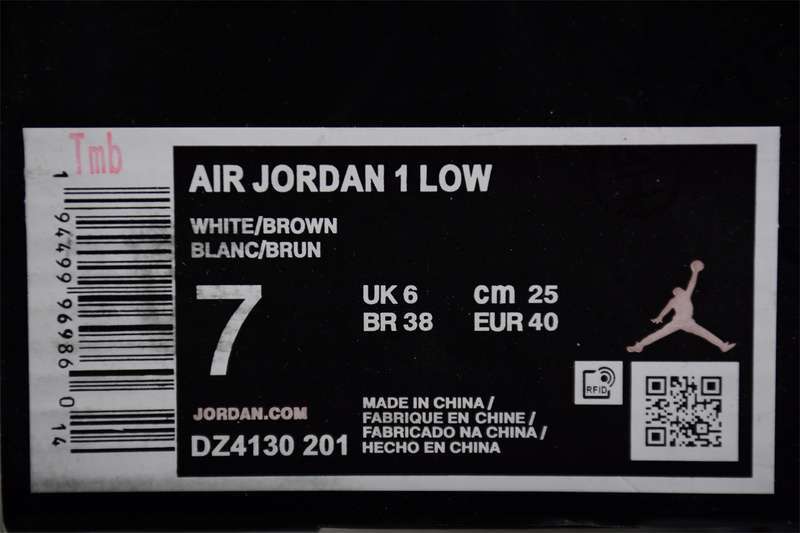 Tmb
1 94499 96986 0 14
AIR JORDAN 1 LOW
WHITE/BROWN
BLANC/BRUN
7
UK 6 cm 25
BR 38 EUR 40
RFID
JORDAN.COM
DZ4130 201
MADE IN CHINA /
FABRIQUE EN CHINE /
FABRICADO NA CHINA /
HECHO EN CHINA